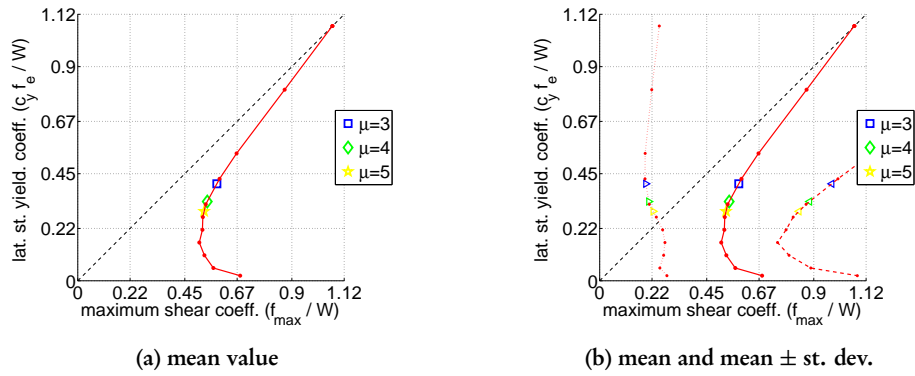 1.12
0.9
0.67
0.45
0.22
0
lat. st. yield. coeff. (c_y f_e / W)
0 0.22 0.45 0.67 0.9 1.12
maximum shear coeff. (f_max / W)
μ=3
μ=4
μ=5
(a) mean value
1.12
0.9
0.67
0.45
0.22
0
lat. st. yield. coeff. (c_y f_e / W)
0 0.22 0.45 0.67 0.9 1.12
maximum shear coeff. (f_max / W)
μ=3
μ=4
μ=5
(b) mean and mean ± st. dev.